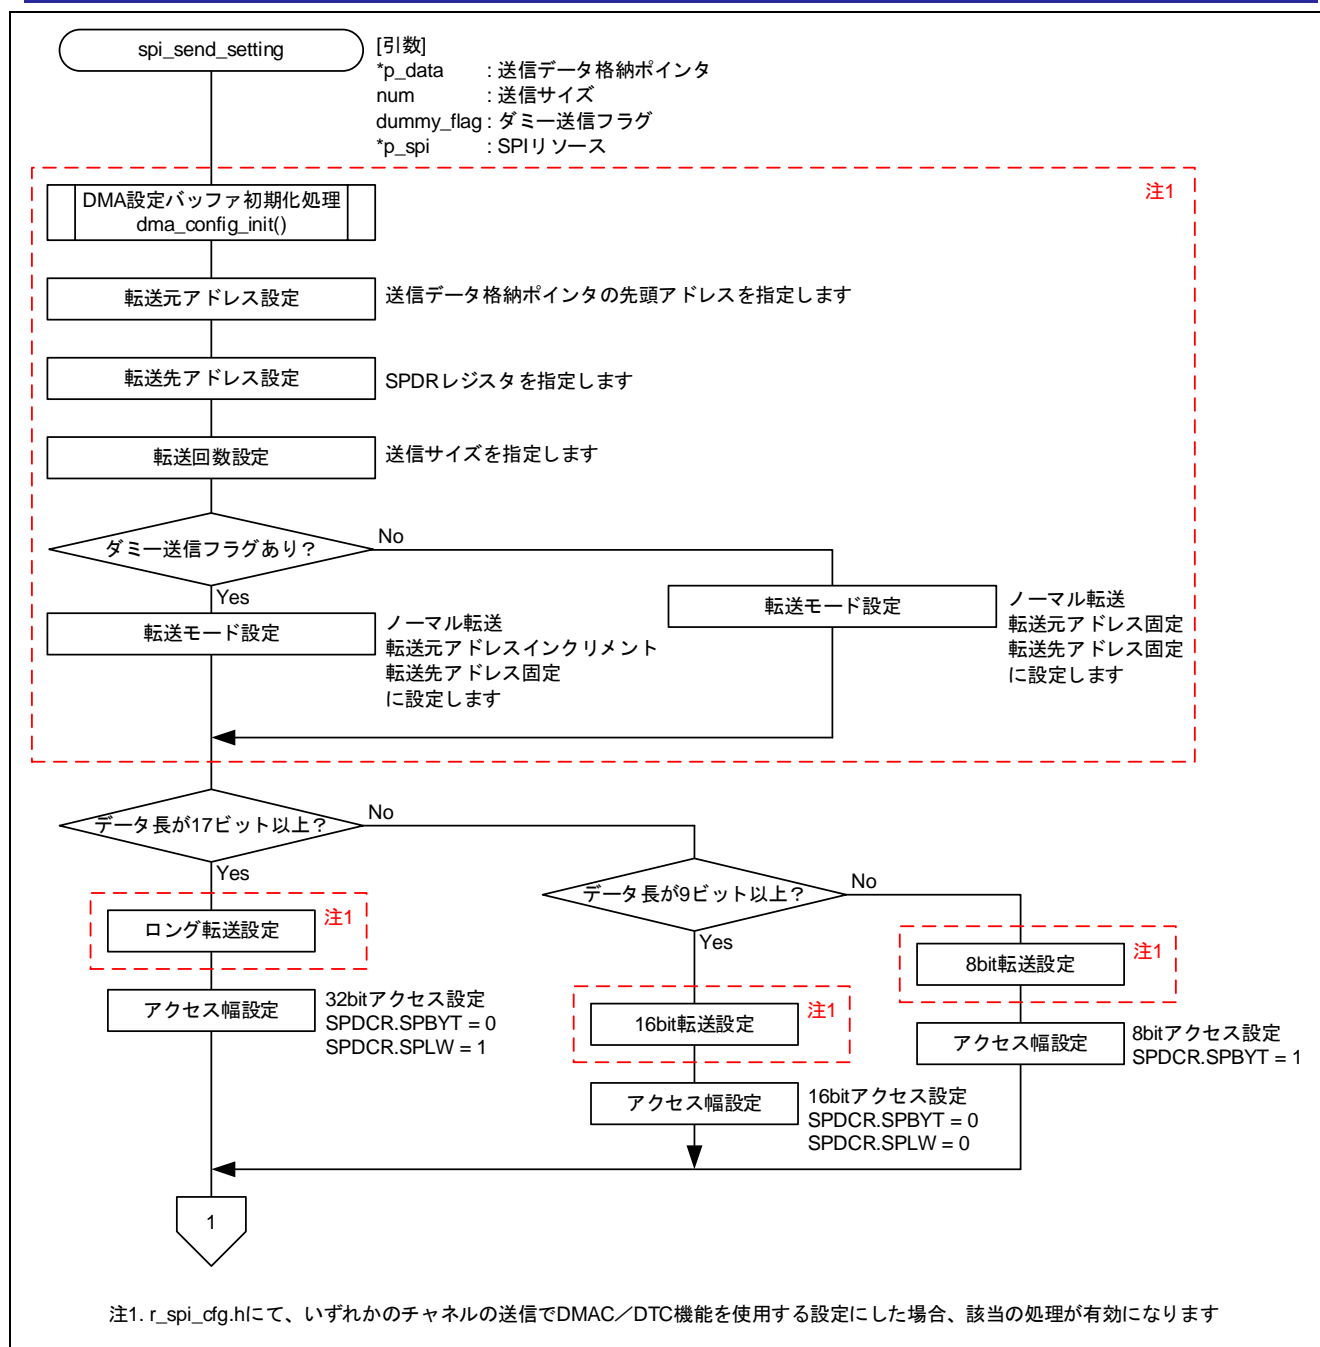 spi_send_setting
[引数]
*p_data : 送信データ格納ポインタ
num : 送信サイズ
dummy_flag : ダミー送信フラグ
*p_spi : SPIリソース
注1
DMA設定バッファ初期化処理
dma_config_init()
転送元アドレス設定
送信データ格納ポインタの先頭アドレスを指定します
転送先アドレス設定
SPDRレジスタを指定します
転送回数設定
送信サイズを指定します
ダミー送信フラグあり？
No
Yes
転送モード設定
ノーマル転送
転送元アドレスインクリメント
転送先アドレス固定
に設定します
転送モード設定
ノーマル転送
転送元アドレス固定
転送先アドレス固定
に設定します
データ長が17ビット以上？
No
Yes
データ長が9ビット以上？
No
Yes
ロング転送設定
注1
アクセス幅設定
32bitアクセス設定
SPDCR.SPBYT = 0
SPDCR.SPLW = 1
16bit転送設定
注1
アクセス幅設定
16bitアクセス設定
SPDCR.SPBYT = 0
SPDCR.SPLW = 0
8bit転送設定
注1
アクセス幅設定
8bitアクセス設定
SPDCR.SPBYT = 1
1
注1. r_spi_cfg.hにて、いずれかのチャネルの送信でDMAC／DTC機能を使用する設定にした場合、該当の処理が有効になります